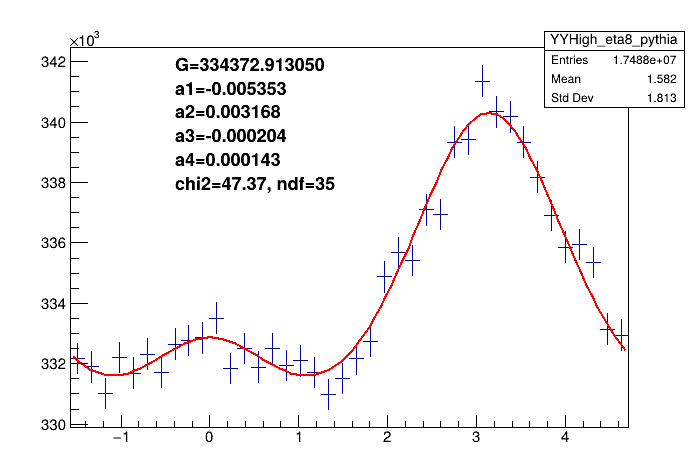 ×10³
YYHigh_eta8_pythia
Entries 1.7488e+07
Mean 1.582
Std Dev 1.813
G=334372.913050
a1=-0.005353
a2=0.003168
a3=-0.000204
a4=0.000143
chi2=47.37, ndf=35
342
340
338
336
334
332
330
−1 0 1 2 3 4